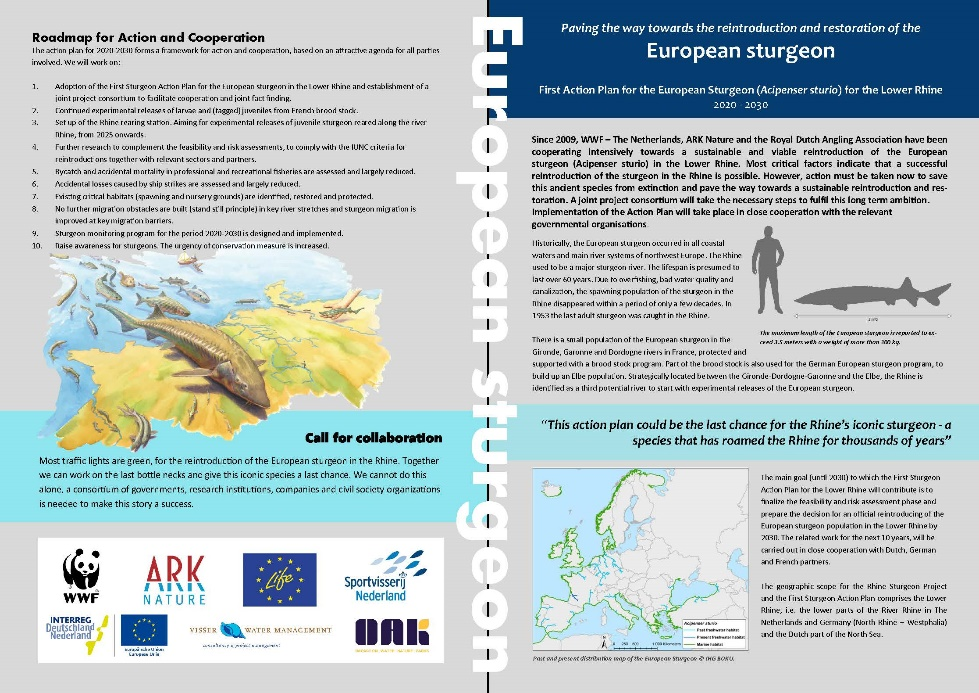 Roadmap for Action and Cooperation
The action plan for 2020-2030 forms a framework for action and cooperation, based on an attractive agenda for all parties
involved. We will work on:
1. Adoption of the First Sturgeon Action Plan for the European sturgeon in the Lower Rhine and establishment of a
joint project consortium to facilitate cooperation and joint fact finding.
2. Continued experimental releases of larvae and (tagged) juveniles from French brood stock.
3. Set up of the Rhine rearing station. Aiming for experimental releases of juvenile sturgeon reared along the river
Rhine, from 2025 onwards.
4. Further research to complement the feasibility and risk assessments, to comply with the IUNC criteria for
reintroductions together with relevant sectors and partners.
5. Bycatch and accidental mortality in professional and recreational fisheries are assessed and largely reduced.
6. Accidental losses caused by ship strikes are assessed and largely reduced.
7. Existing critical habitats (spawning and nursery grounds) are identified, restored and protected.
8. No further migration obstacles are built (stand still principle) in key river stretches and sturgeon migration is
improved at key migration barriers.
9. Sturgeon monitoring program for the period 2020-2030 is designed and implemented.
10. Raise awareness for sturgeons. The urgency of conservation measure is increased.
Call for collaboration
Most traffic lights are green, for the reintroduction of the European sturgeon in the Rhine. Together
we can work on the last bottle necks and give this iconic species a last chance. We cannot do this
alone, a consortium of governments, research institutions, companies and civil society organizations
is needed to make this story a success.
WWF
ARK
NATURE
Life
Sportvisserij
Nederland
INTERREG
Deutschland
Nederland
Europäische Union
Europese Unie
VISSER WATER MANAGEMENT
consultancy & project management
OAK
European sturgeon
Paving the way towards the reintroduction and restoration of the
European sturgeon
First Action Plan for the European Sturgeon (Acipenser sturio) for the Lower Rhine
2020 - 2030
Since 2009, WWF – The Netherlands, ARK Nature and the Royal Dutch Angling Association have been
cooperating intensively towards a sustainable and viable reintroduction of the European
sturgeon (Acipenser sturio) in the Lower Rhine. Most critical factors indicate that a successful
reintroduction of the sturgeon in the Rhine is possible. However, action must be taken now to save
this ancient species from extinction and pave the way towards a sustainable reintroduction and res-
toration. A joint project consortium will take the necessary steps to fulfil this long term ambition.
Implementation of the Action Plan will take place in close cooperation with the relevant
governmental organisations.
Historically, the European sturgeon occurred in all coastal
waters and main river systems of northwest Europe. The Rhine
used to be a major sturgeon river. The lifespan is presumed to
last over 60 years. Due to overfishing, bad water quality and
canalization, the spawning population of the sturgeon in the
Rhine disappeared within a period of only a few decades. In
1953 the last adult sturgeon was caught in the Rhine.
The maximum length of the European sturgeon is reported to ex-
ceed 3.5 meters with a weight of more than 300 kg.
There is a small population of the European sturgeon in the
Gironde, Garonne and Dordogne rivers in France, protected and
supported with a brood stock program. Part of the brood stock is also used for the German European sturgeon program, to
build up an Elbe population. Strategically located between the Gironde-Dordogne-Garonne and the Elbe, the Rhine is
identified as a third potential river to start with experimental releases of the European sturgeon.
“This action plan could be the last chance for the Rhine’s iconic sturgeon - a
species that has roamed the Rhine for thousands of years”
Acipenser sturio
Past freshwater habitat
Present freshwater habitat
Marine habitat
Past and present distribution map of the European Sturgeon © IHG BOKU.
The main goal (until 2030) to which the First Sturgeon
Action Plan for the Lower Rhine will contribute is to
finalize the feasibility and risk assessment phase and
prepare the decision for an official reintroducing of the
European sturgeon population in the Lower Rhine by
2030. The related work for the next 10 years, will be
carried out in close cooperation with Dutch, German
and French partners.
The geographic scope for the Rhine Sturgeon Project
and the First Sturgeon Action Plan comprises the Lower
Rhine, i.e. the lower parts of the River Rhine in The
Netherlands and Germany (North Rhine – Westphalia)
and the Dutch part of the North Sea.